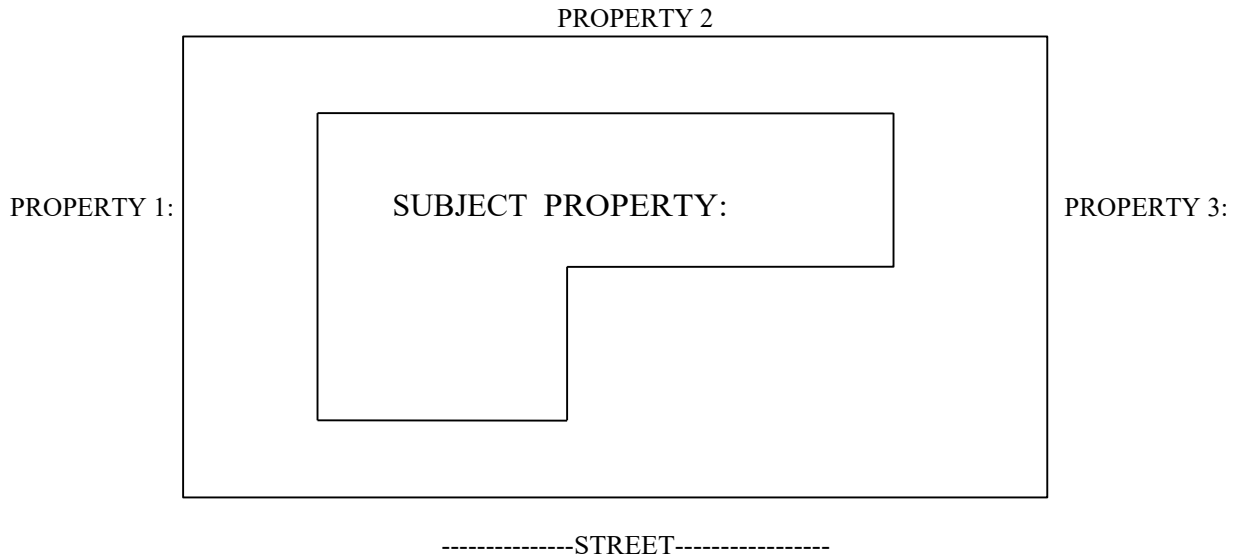 PROPERTY 2
PROPERTY 1:
SUBJECT PROPERTY:
PROPERTY 3:
---------------STREET-----------------